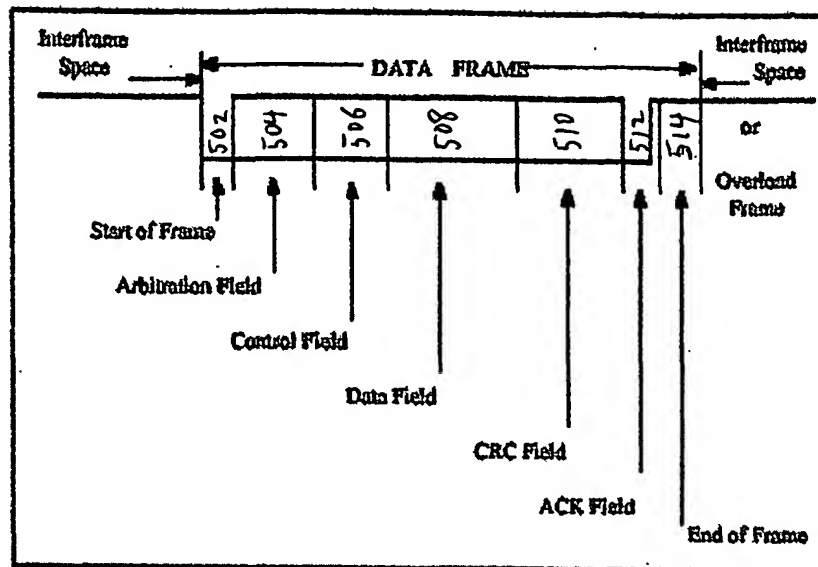 Interframe
Space
DATA FRAME
Interframe
Space
502
504
506
508
510
512
514
or
Overload
Frame
Start of Frame
Arbitration Field
Control Field
Data Field
CRC Field
ACK Field
End of Frame